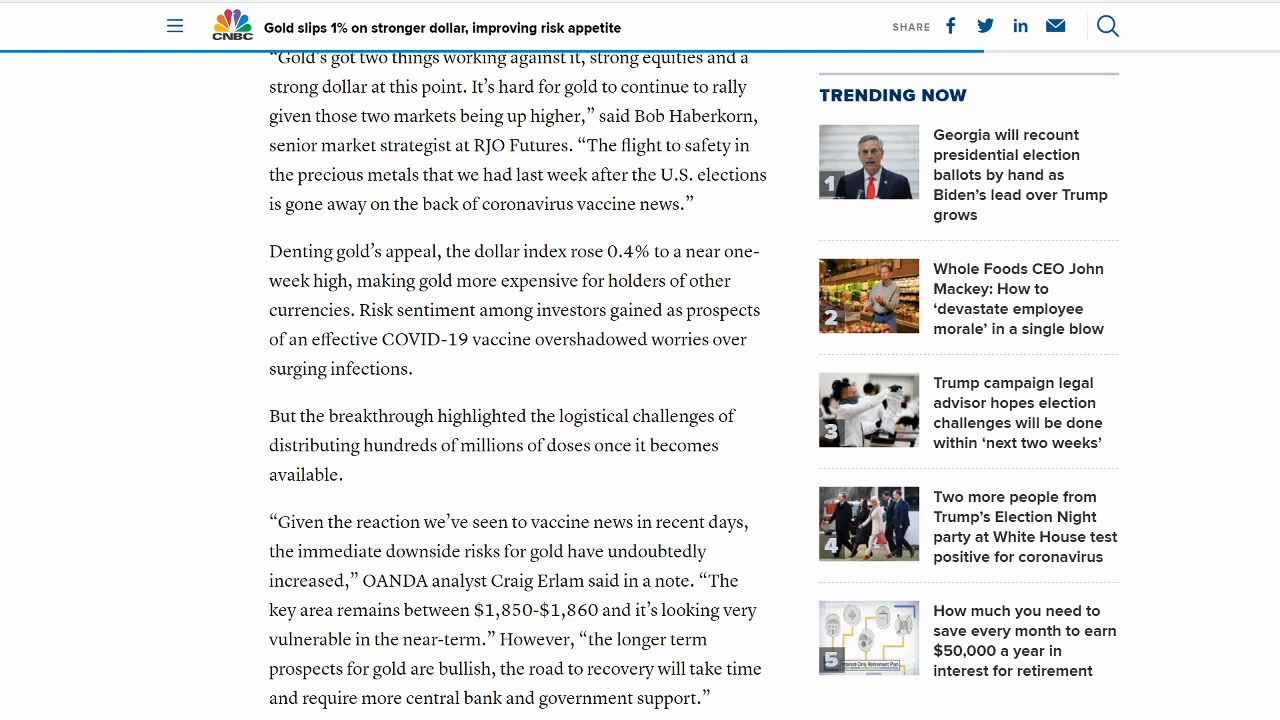 CNBC
Gold slips 1% on stronger dollar, improving risk appetite
SHARE
“Gold’s got two things working against it, strong equities and a
strong dollar at this point. It’s hard for gold to continue to rally
given those two markets being up higher,” said Bob Haberkorn,
senior market strategist at RJO Futures. “The flight to safety in
the precious metals that we had last week after the U.S. elections
is gone away on the back of coronavirus vaccine news.”
Denting gold’s appeal, the dollar index rose 0.4% to a near one-
week high, making gold more expensive for holders of other
currencies. Risk sentiment among investors gained as prospects
of an effective COVID-19 vaccine overshadowed worries over
surging infections.
But the breakthrough highlighted the logistical challenges of
distributing hundreds of millions of doses once it becomes
available.
“Given the reaction we’ve seen to vaccine news in recent days,
the immediate downside risks for gold have undoubtedly
increased,” OANDA analyst Craig Erlam said in a note. “The
key area remains between $1,850-$1,860 and it’s looking very
vulnerable in the near-term.” However, “the longer term
prospects for gold are bullish, the road to recovery will take time
and require more central bank and government support.”
TRENDING NOW
1
Georgia will recount
presidential election
ballots by hand as
Biden’s lead over Trump
grows
2
Whole Foods CEO John
Mackey: How to
‘devastate employee
morale’ in a single blow
3
Trump campaign legal
advisor hopes election
challenges will be done
within ‘next two weeks’
4
Two more people from
Trump’s Election Night
party at White House test
positive for coronavirus
5
Interest-Only Retirement Plan
How much you need to
save every month to earn
$50,000 a year in
interest for retirement